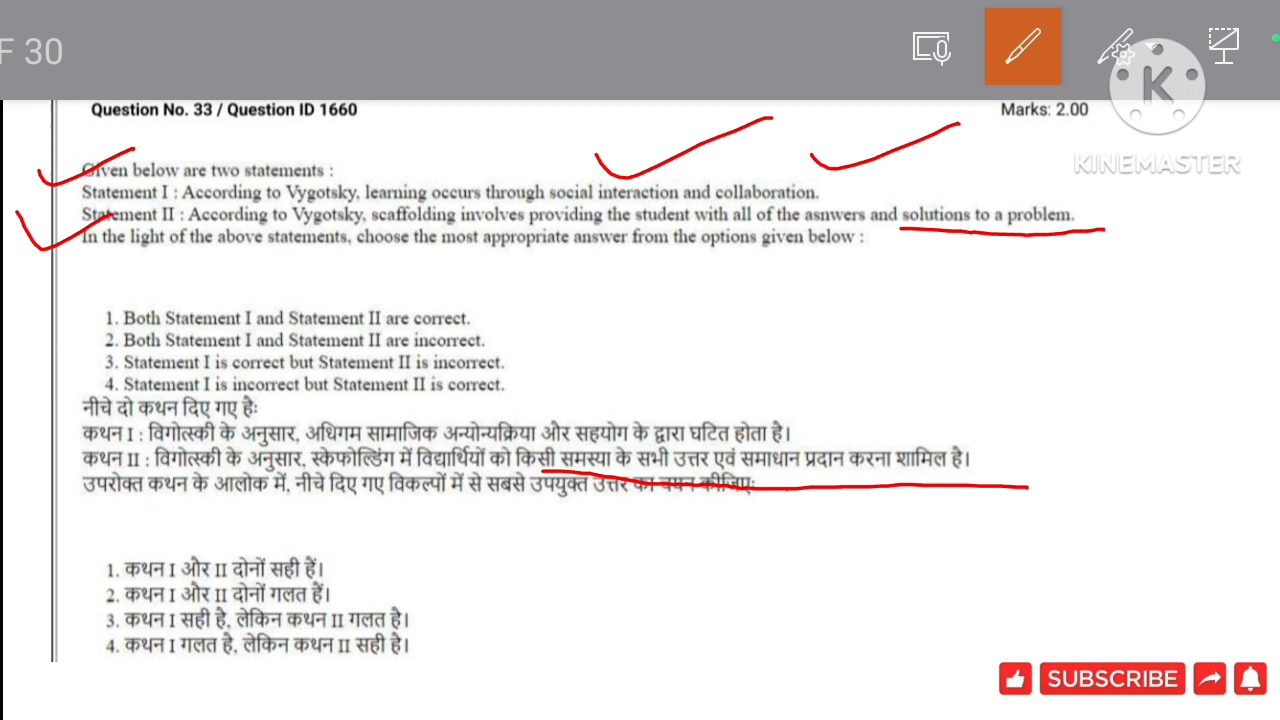 F 30
Question No. 33 / Question ID 1660 Marks: 2.00
KINEMASTER
Given below are two statements :
Statement I : According to Vygotsky, learning occurs through social interaction and collaboration.
Statement II : According to Vygotsky, scaffolding involves providing the student with all of the asnwers and solutions to a problem.
In the light of the above statements, choose the most appropriate answer from the options given below :
1. Both Statement I and Statement II are correct.
2. Both Statement I and Statement II are incorrect.
3. Statement I is correct but Statement II is incorrect.
4. Statement I is incorrect but Statement II is correct.
नीचे दो कथन दिए गए है:
कथन I : विगोत्स्की के अनुसार, अधिगम सामाजिक अन्योन्यक्रिया और सहयोग के द्वारा घटित होता है।
कथन II : विगोत्स्की के अनुसार, स्केफोल्डिंग में विद्यार्थियों को किसी समस्या के सभी उत्तर एवं समाधान प्रदान करना शामिल है।
उपरोक्त कथन के आलोक में, नीचे दिए गए विकल्पों में से सबसे उपयुक्त उत्तर का चयन कीजिए:
1. कथन I और II दोनों सही हैं।
2. कथन I और II दोनों गलत हैं।
3. कथन I सही है, लेकिन कथन II गलत है।
4. कथन I गलत है, लेकिन कथन II सही है।
SUBSCRIBE